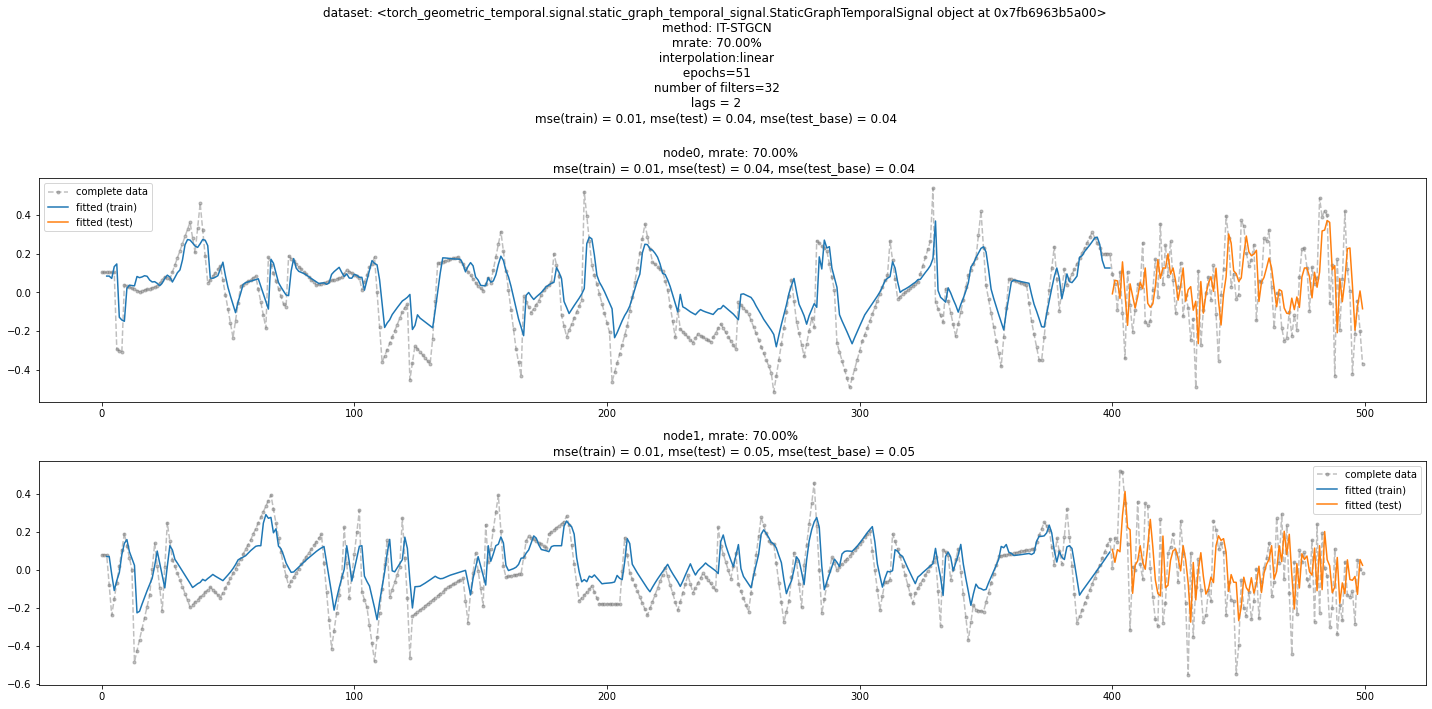 dataset: <torch_geometric_temporal.signal.static_graph_temporal_signal.StaticGraphTemporalSignal object at 0x7fb6963b5a00>
method: IT-STGCN
mrate: 70.00%
interpolation:linear
epochs=51
number of filters=32
lags = 2
mse(train) = 0.01, mse(test) = 0.04, mse(test_base) = 0.04
node0, mrate: 70.00%
mse(train) = 0.01, mse(test) = 0.04, mse(test_base) = 0.04
complete data
fitted (train)
fitted (test)
0.4
0.2
0.0
−0.2
−0.4
0 100 200 300 400 500
node1, mrate: 70.00%
mse(train) = 0.01, mse(test) = 0.05, mse(test_base) = 0.05
complete data
fitted (train)
fitted (test)
0.4
0.2
0.0
−0.2
−0.4
−0.6
0 100 200 300 400 500